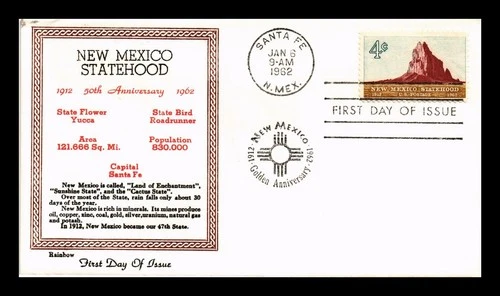 NEW MEXICO
STATEHOOD
1912 50th Anniversary 1962
State Flower
Yucca
State Bird
Roadrunner
Area
121.666 Sq. Mi.
Population
830.000
Capital
Santa Fe
New Mexico is called, "Land of Enchantment",
"Sunshine State", and the "Cactus State".
Over most of the State, rain falls only about 30
days of the year.
New Mexico is rich in minerals. Its mines produce
oil, copper, zinc, coal, gold, silver,uranium, natural gas
and potash.
In 1912, New Mexico became our 47th State.
Rainbow
First Day Of Issue
SANTA FE
JAN 6
9-AM
1962
N. MEX.
1912 New Mexico 1962
Golden Anniversary
4¢
NEW MEXICO STATEHOOD
1912 U.S. POSTAGE 1962
FIRST DAY OF ISSUE